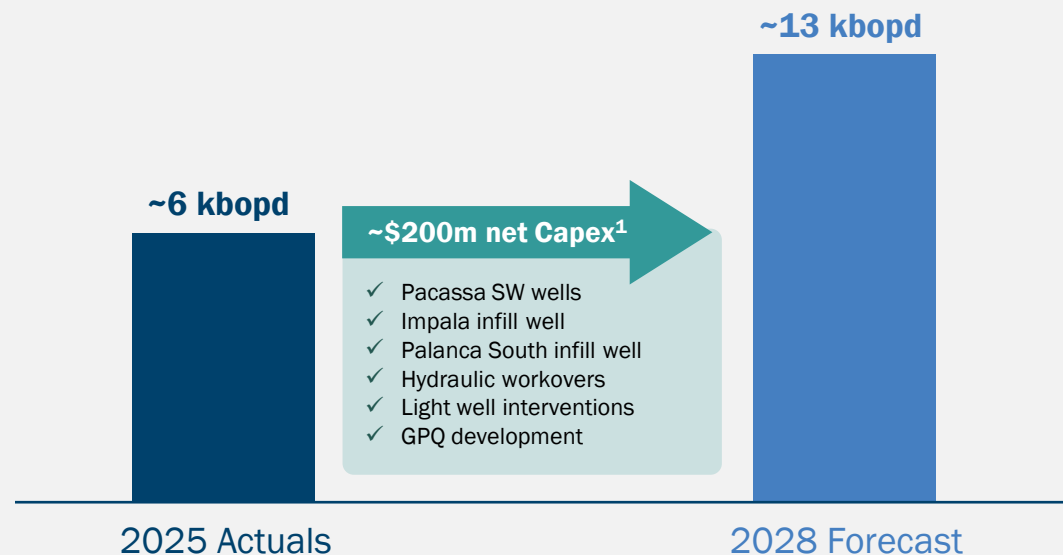 ~13 kbopd
~6 kbopd
~$200m net Capex¹
✓ Pacassa SW wells
✓ Impala infill well
✓ Palanca South infill well
✓ Hydraulic workovers
✓ Light well interventions
✓ GPQ development
2025 Actuals
2028 Forecast